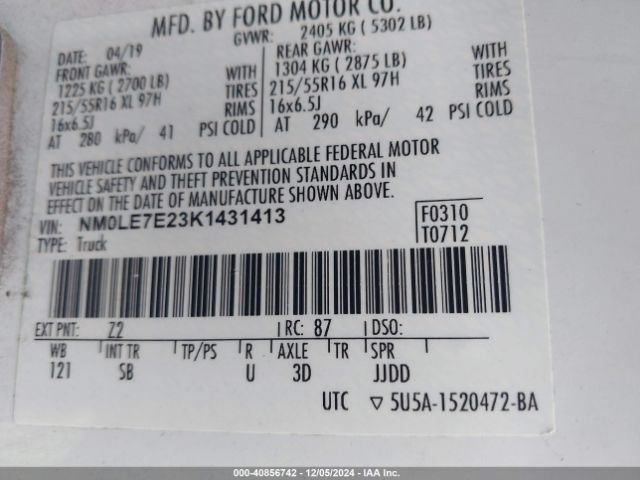 MFD. BY FORD MOTOR CO.
DATE: 04/19 GVWR: 2405 KG ( 5302 LB)
FRONT GAWR: WITH REAR GAWR: WITH
1225 KG ( 2700 LB) TIRES 1304 KG ( 2875 LB) TIRES
215/55R16 XL 97H RIMS 215/55R16 XL 97H RIMS
16x6.5J 16x6.5J
AT 280 kPa/ 41 PSI COLD AT 290 kPa/ 42 PSI COLD
THIS VEHICLE CONFORMS TO ALL APPLICABLE FEDERAL MOTOR
VEHICLE SAFETY AND THEFT PREVENTION STANDARDS IN
EFFECT ON THE DATE OF MANUFACTURE SHOWN ABOVE.
VIN: NM0LE7E23K1431413 F0310
TYPE: Truck T0712
EXT PNT: Z2 RC: 87 DSO:
WB INT TR TP/PS R AXLE TR SPR
121 SB U 3D JJDD
UTC ▽ 5U5A-1520472-BA
000-40856742 - 12/05/2024 - IAA Inc.